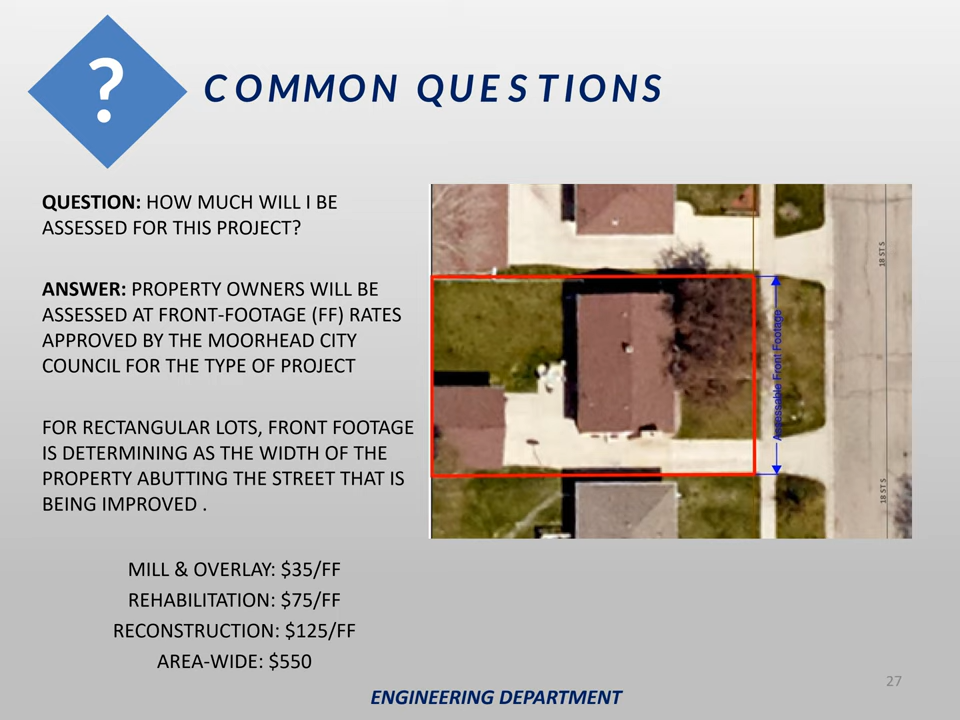 ?
COMMON QUESTIONS
QUESTION: HOW MUCH WILL I BE
ASSESSED FOR THIS PROJECT?
ANSWER: PROPERTY OWNERS WILL BE
ASSESSED AT FRONT-FOOTAGE (FF) RATES
APPROVED BY THE MOORHEAD CITY
COUNCIL FOR THE TYPE OF PROJECT
FOR RECTANGULAR LOTS, FRONT FOOTAGE
IS DETERMINING AS THE WIDTH OF THE
PROPERTY ABUTTING THE STREET THAT IS
BEING IMPROVED .
18 ST S
Assessable Front Footage
18 ST S
MILL & OVERLAY: $35/FF
REHABILITATION: $75/FF
RECONSTRUCTION: $125/FF
AREA-WIDE: $550
ENGINEERING DEPARTMENT
27